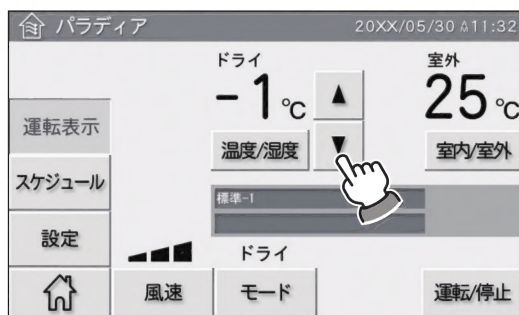 パラディア 20XX/05/30 11:32
ドライ 室外
-1℃ ▲ 25℃
運転表示
温度/湿度 ▼ 室内/室外
スケジュール
標準-1
設定
ドライ
風速 モード 運転/停止